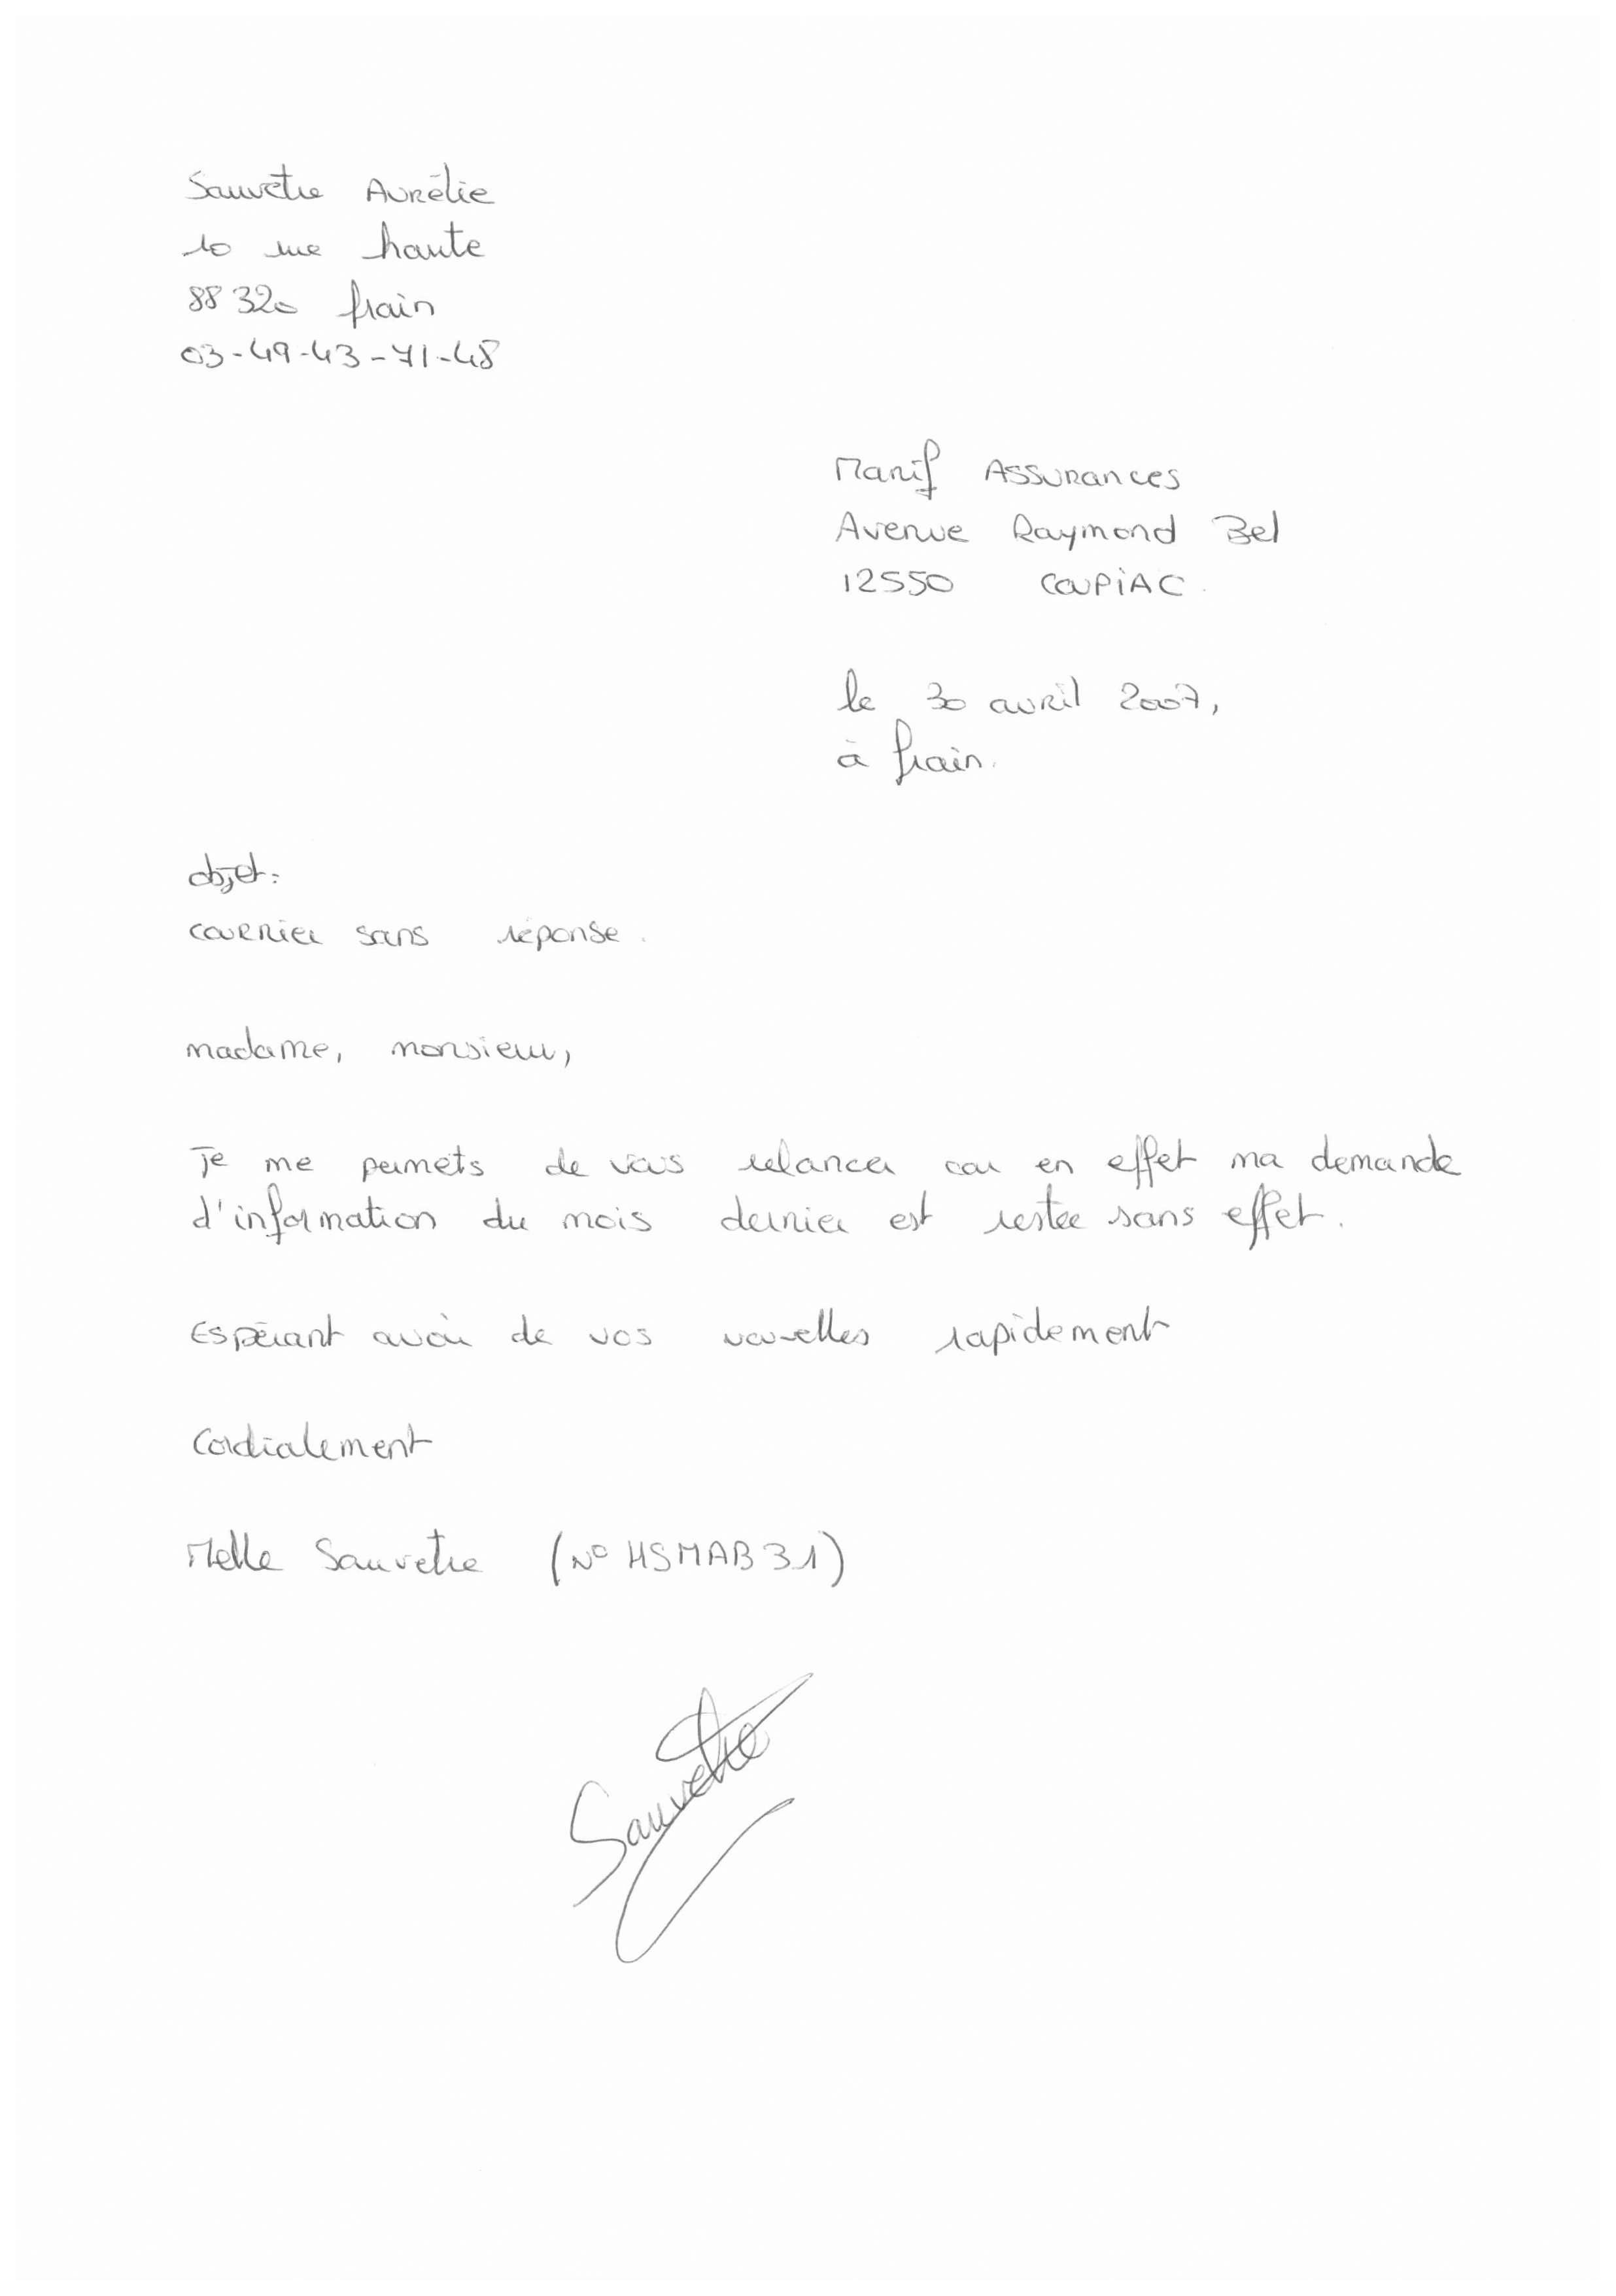 Sauvetre Aurélie
10 rue haute
88320 frain
03-49-43-71-48
Manif Assurances
Avenue Raymond Bel
12550 COUPIAC.
le 30 avril 2007,
à frain.
objet:
courrier sans réponse.
madame, monsieur,
Je me permets de vous relancer car en effet ma demande
d'information du mois dernier est restée sans effet.
Espérant avoir de vos nouvelles rapidement
Cordialement
Melle Sauvetre (N° HSMAB31)
Sauvetre